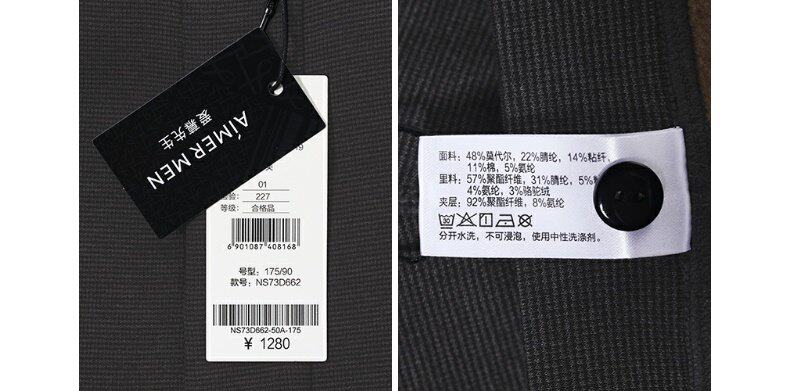 AIMER MEN
爱慕先生
01
检验: 227
等级: 合格品
6 901087 408168
号型: 175/90
款号: NS73D662
NS73D662-50A-175
¥ 1280
面料: 48%莫代尔, 22%腈纶, 14%粘纤,
11%棉, 5%氨纶
里料: 57%聚酯纤维, 31%腈纶, 5%
4%氨纶, 3%骆驼绒
夹层: 92%聚酯纤维, 8%氨纶
30
分开水洗, 不可浸泡, 使用中性洗涤剂。